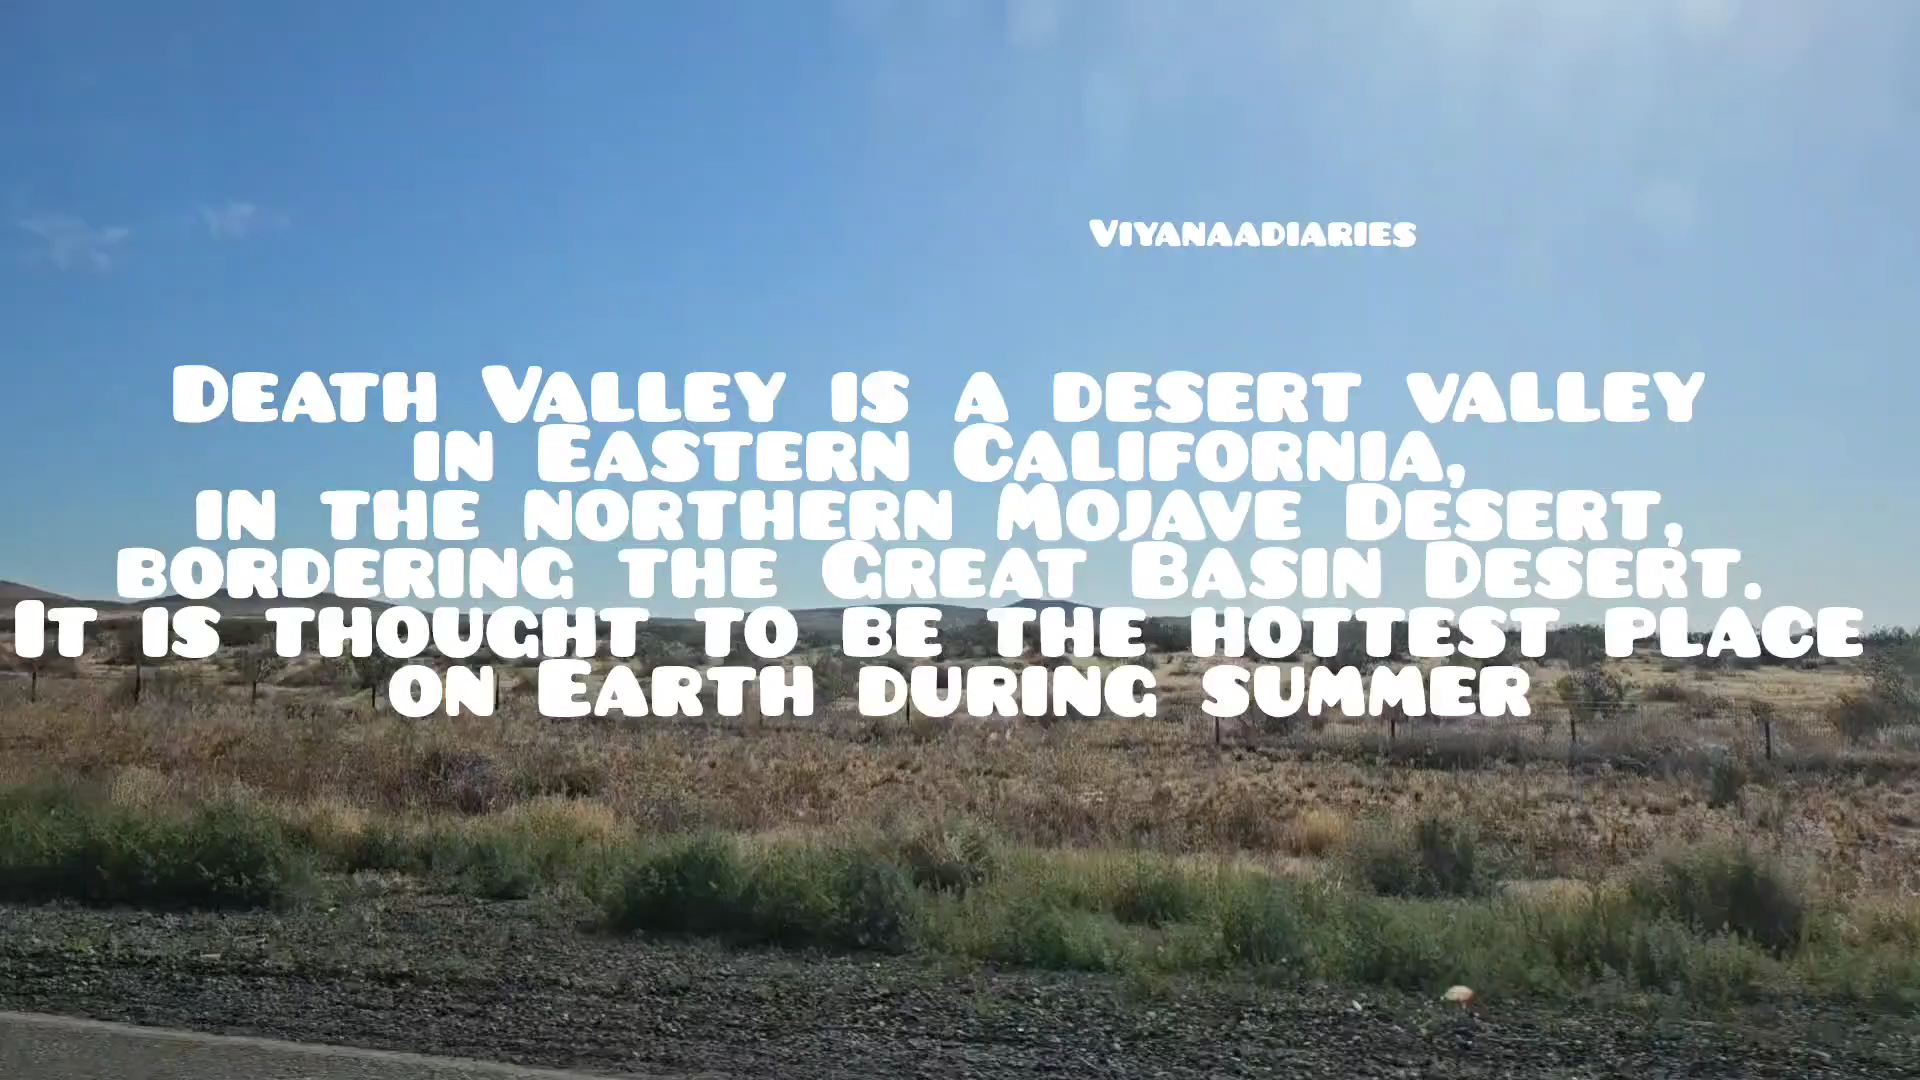 Viyanaadiaries
Death Valley is a desert valley
in Eastern California,
in the northern Mojave Desert,
bordering the Great Basin Desert.
It is thought to be the hottest place
on Earth during summer